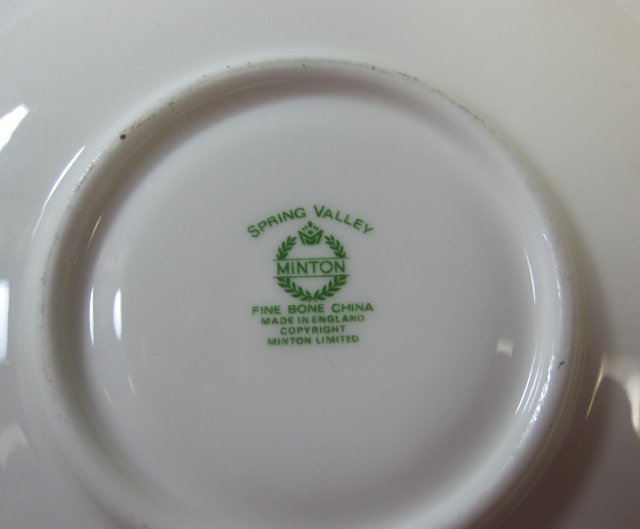 SPRING VALLEY
MINTON
FINE BONE CHINA
MADE IN ENGLAND
COPYRIGHT
MINTON LIMITED